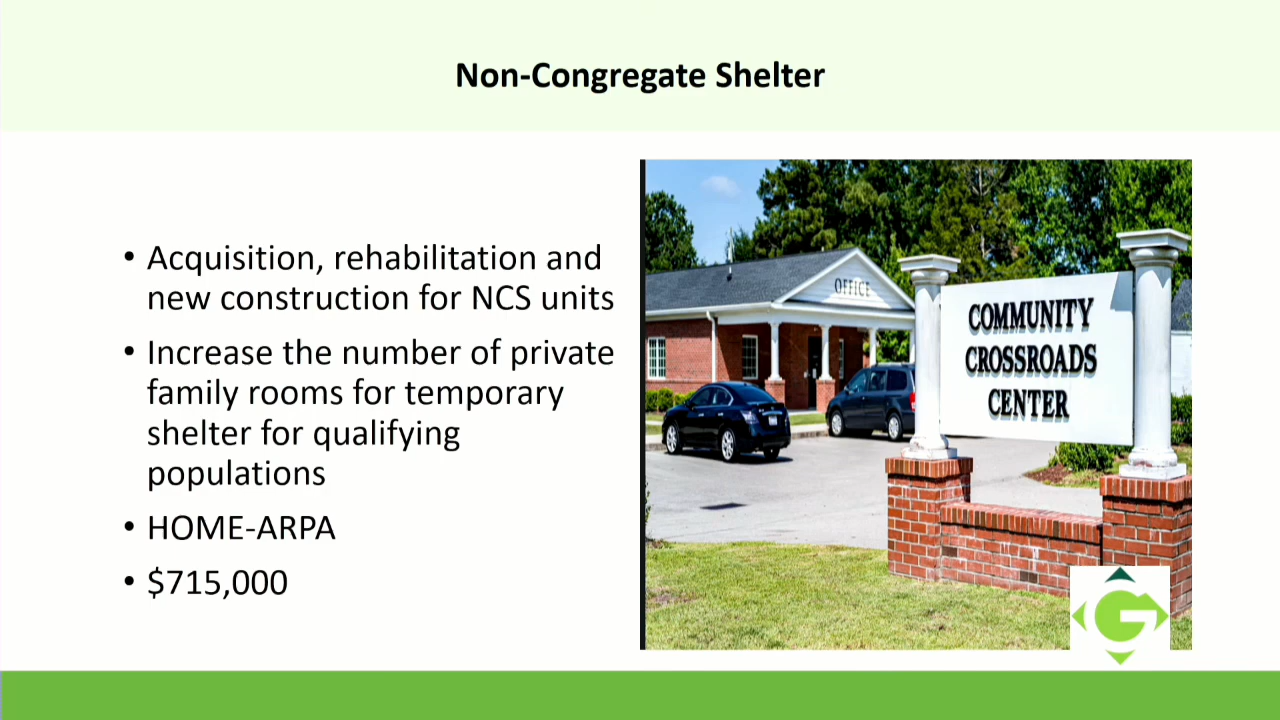 Non-Congregate Shelter
• Acquisition, rehabilitation and
new construction for NCS units
• Increase the number of private
family rooms for temporary
shelter for qualifying
populations
• HOME-ARPA
• $715,000
OFFICE
COMMUNITY
CROSSROADS
CENTER
G